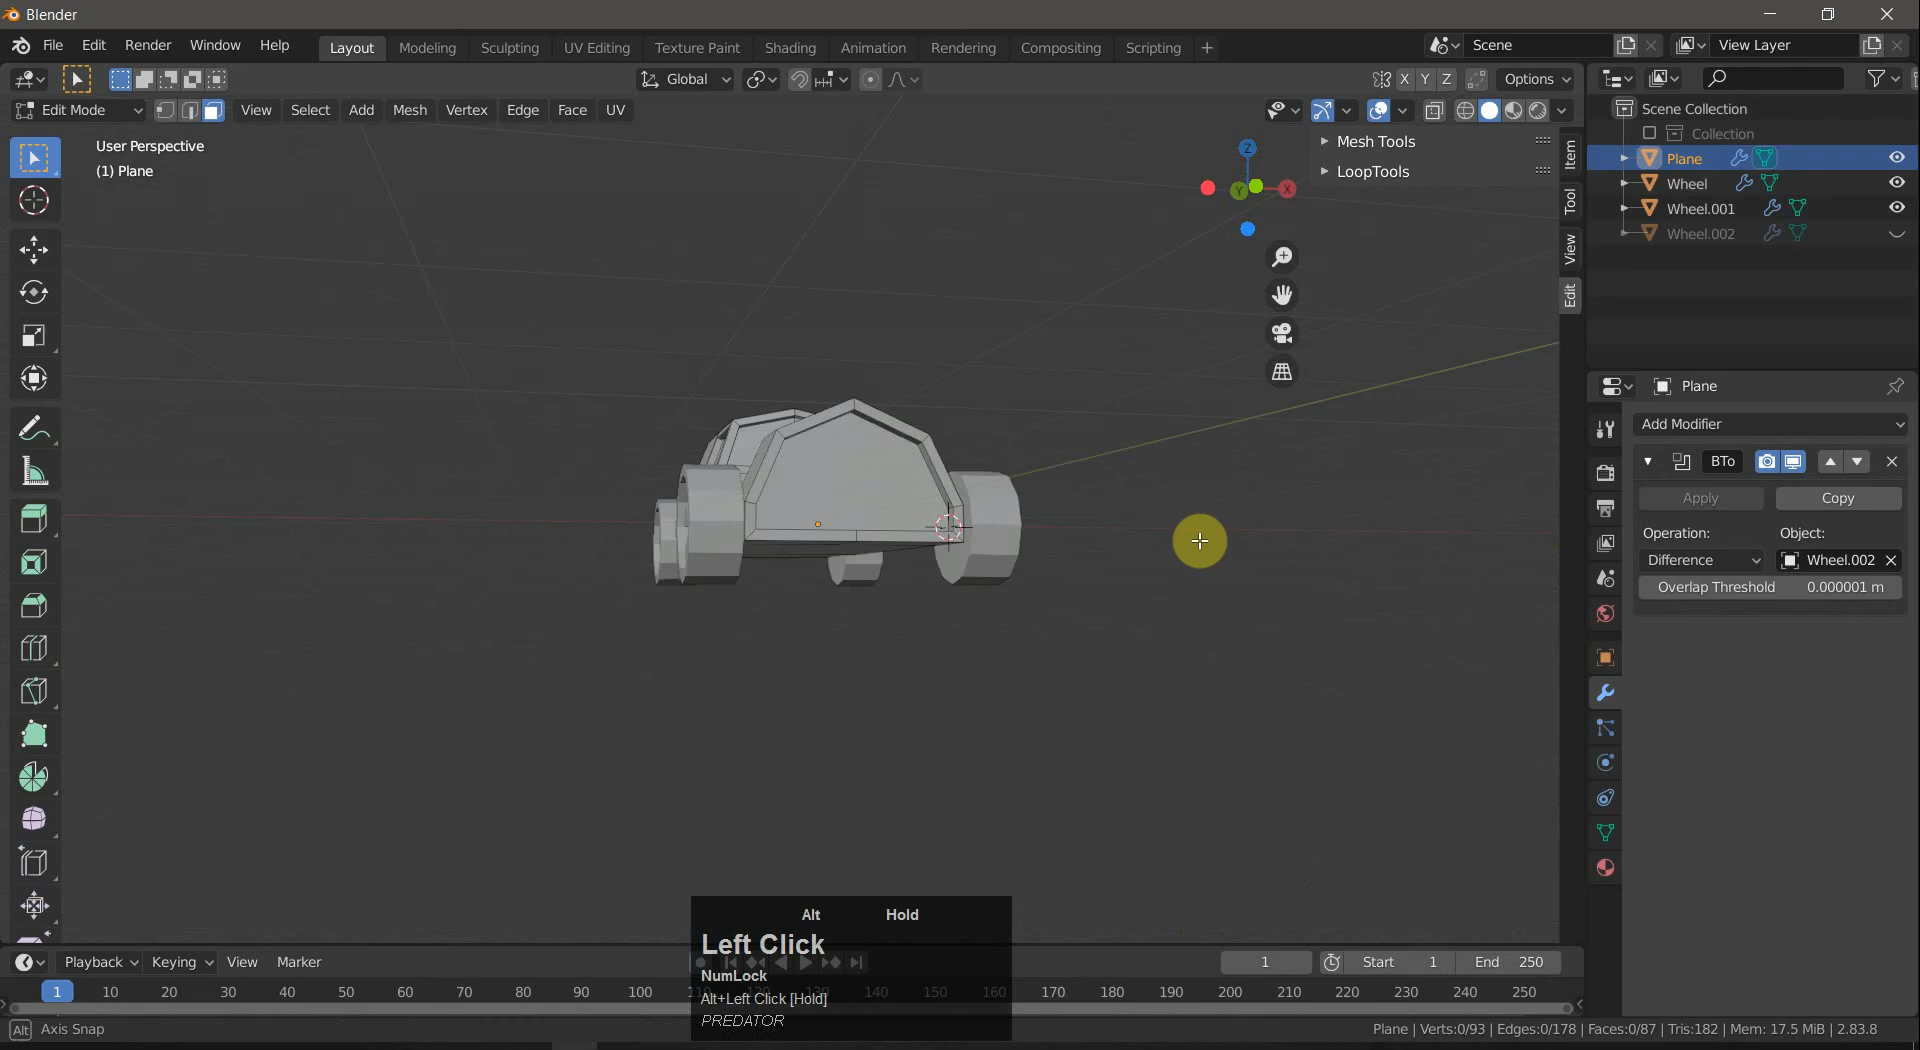 Blender
File Edit Render Window Help
Layout Modeling Sculpting UV Editing Texture Paint Shading Animation Rendering Compositing Scripting +
Scene View Layer
Global X Y Z Options
Edit Mode View Select Add Mesh Vertex Edge Face UV
User Perspective
(1) Plane
Mesh Tools
LoopTools
Z
Y
X
Item
Tool
View
Edit
Scene Collection
Collection
Plane
Wheel
Wheel.001
Wheel.002
Plane
Add Modifier
BTo
Apply Copy
Operation: Object:
Difference Wheel.002
Overlap Threshold 0.000001 m
Alt Hold
Left Click
NumLock
Alt+Left Click [Hold]
PREDATOR
Playback Keying View Marker
1 Start 1 End 250
1 10 20 30 40 50 60 70 80 90 100 140 150 160 170 180 190 200 210 220 230 240 250
Alt Axis Snap
Plane | Verts:0/93 | Edges:0/178 | Faces:0/87 | Tris:182 | Mem: 17.5 MiB | 2.83.8